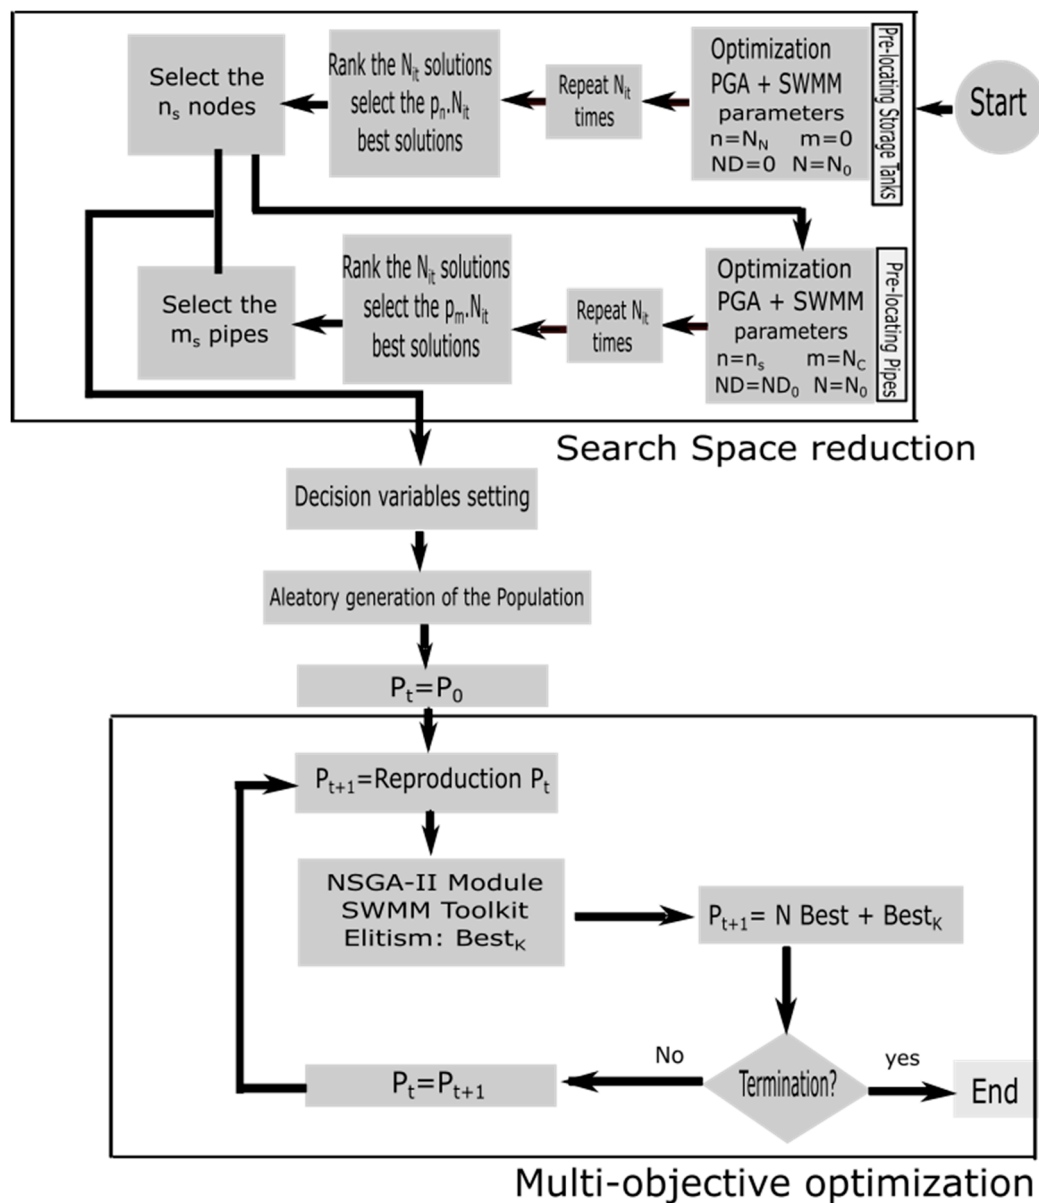 Start
Pre-locating Storage Tanks
Optimization
PGA + SWMM
parameters
n=N_N m=0
ND=0 N=N_0
Repeat N_it
times
Rank the N_it solutions
select the p_n.N_it
best solutions
Select the
n_s nodes
Pre-locating Pipes
Optimization
PGA + SWMM
parameters
n=n_s m=N_C
ND=ND_0 N=N_0
Repeat N_it
times
Rank the N_it solutions
select the p_m.N_it
best solutions
Select the
m_s pipes
Search Space reduction
Decision variables setting
Aleatory generation of the Population
P_t=P_0
P_t+1=Reproduction P_t
NSGA-II Module
SWMM Toolkit
Elitism: Best_K
P_t+1= N Best + Best_K
Termination?
No
yes
P_t=P_t+1
End
Multi-objective optimization